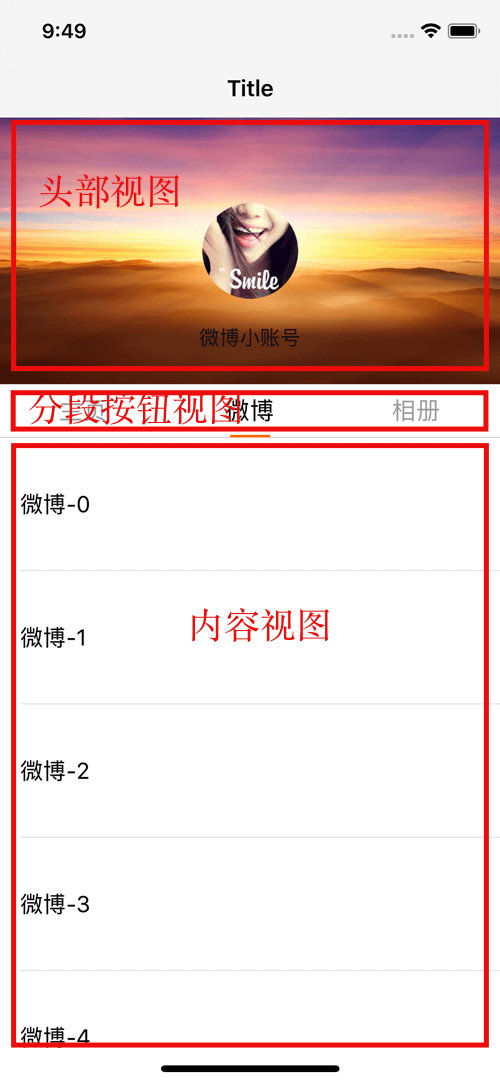 9:49
Title
头部视图
Smile
微博小账号
分段按钮视图
主页 微博 相册
微博-0
内容视图
微博-1
微博-2
微博-3
微博-4